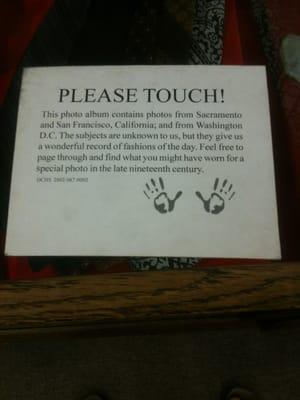 PLEASE TOUCH!
This photo album contains photos from Sacramento
and San Francisco, California; and from Washington
D.C. The subjects are unknown to us, but they give us
a wonderful record of fashions of the day. Feel free to
page through and find what you might have worn for a
special photo in the late nineteenth century.